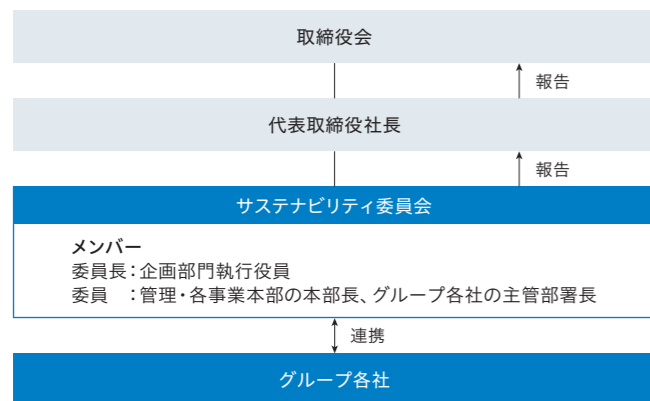 取締役会
報告
代表取締役社長
報告
サステナビリティ委員会
メンバー
委員長：企画部門執行役員
委員　：管理・各事業本部の本部長、グループ各社の主管部署長
連携
グループ各社